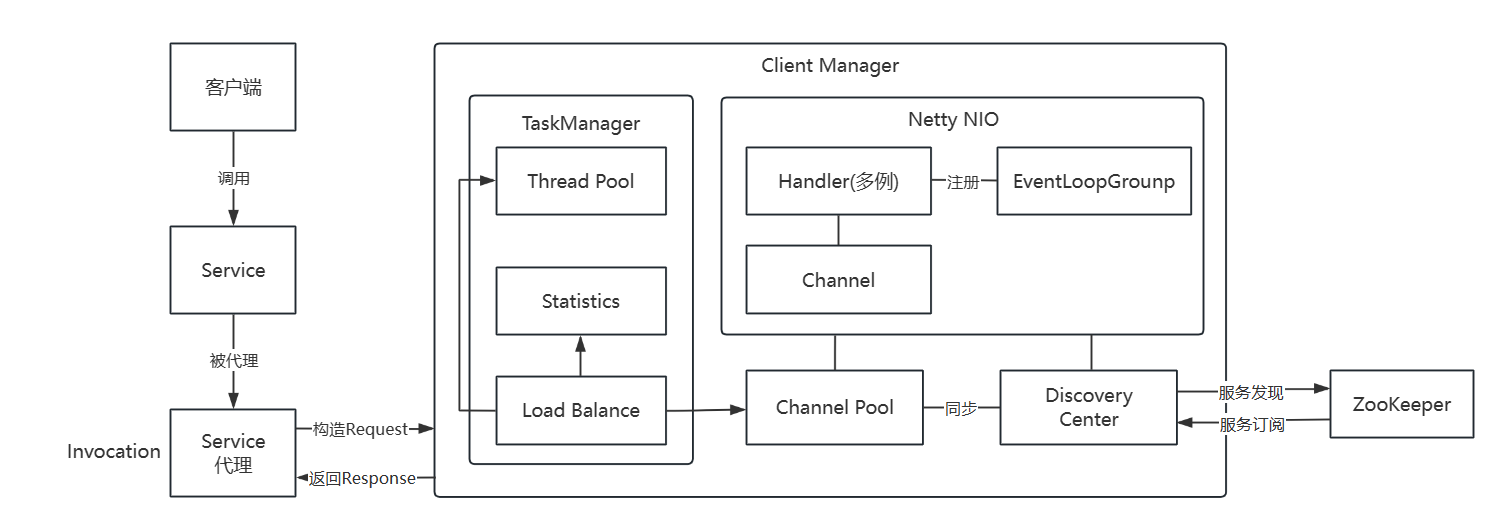 客户端
调用
Service
被代理
Invocation
Service
代理
构造Request
返回Response
Client Manager
TaskManager
Thread Pool
Statistics
Load Balance
Netty NIO
Handler(多例)
注册
EventLoopGrounp
Channel
Channel Pool
同步
Discovery
Center
服务发现
服务订阅
ZooKeeper